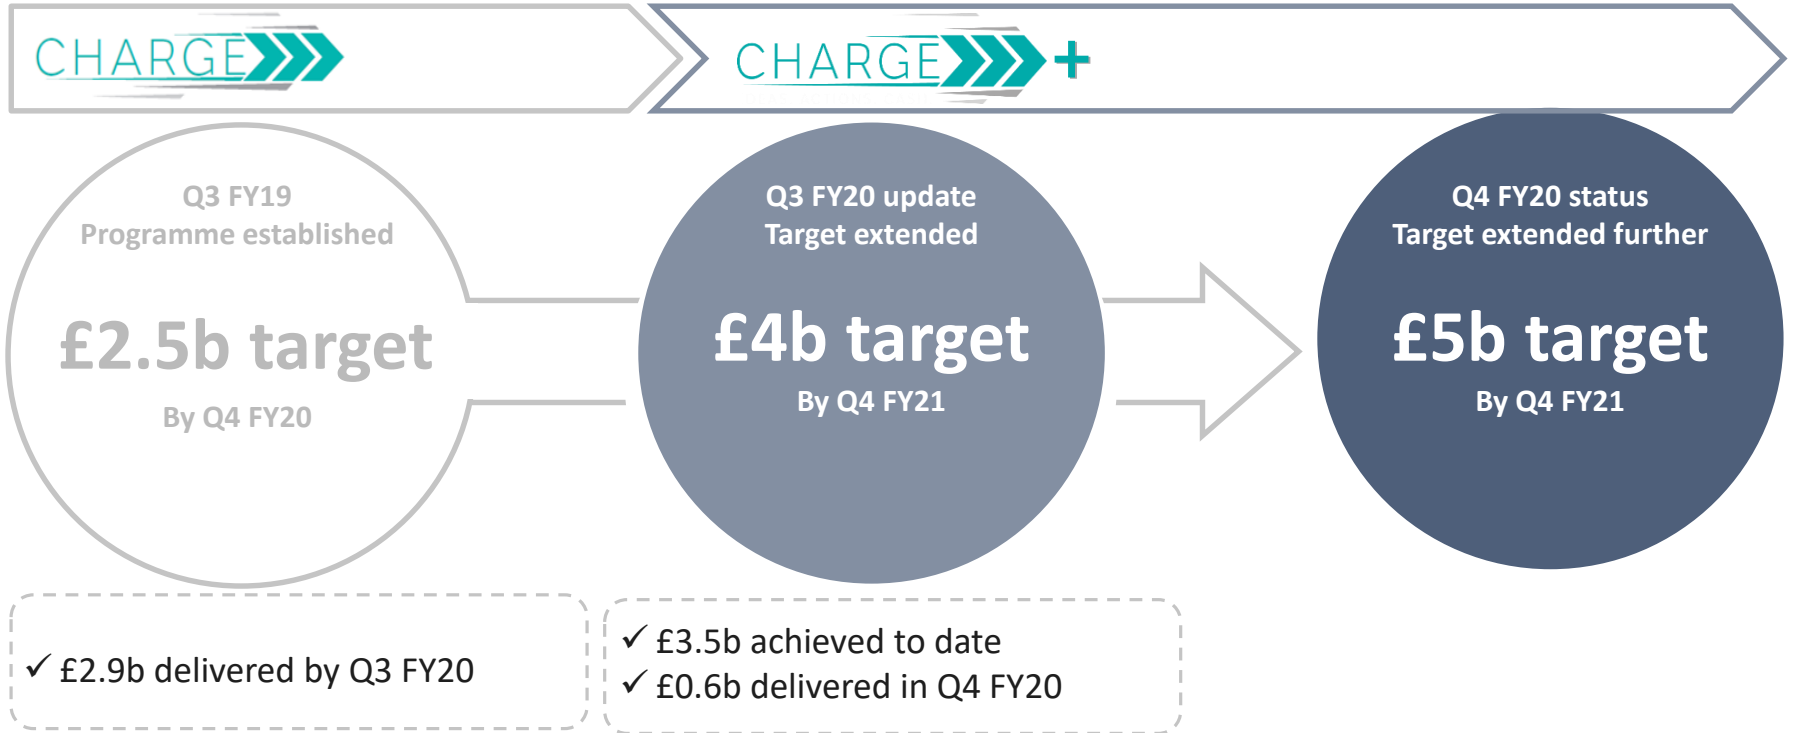 CHARGE
CHARGE+
Q3 FY19
Programme established
£2.5b target
By Q4 FY20
Q3 FY20 update
Target extended
£4b target
By Q4 FY21
Q4 FY20 status
Target extended further
£5b target
By Q4 FY21
✓ £2.9b delivered by Q3 FY20
✓ £3.5b achieved to date
✓ £0.6b delivered in Q4 FY20